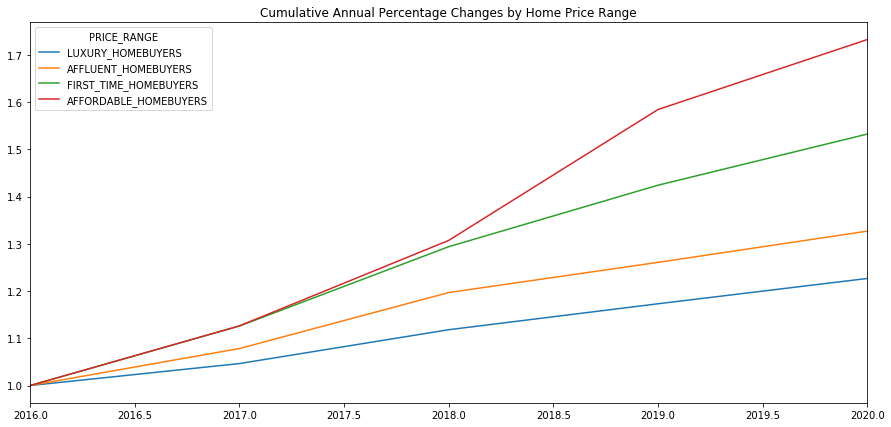 Cumulative Annual Percentage Changes by Home Price Range
PRICE_RANGE
LUXURY_HOMEBUYERS
AFFLUENT_HOMEBUYERS
FIRST_TIME_HOMEBUYERS
AFFORDABLE_HOMEBUYERS
1.7
1.6
1.5
1.4
1.3
1.2
1.1
1.0
2016.0 2016.5 2017.0 2017.5 2018.0 2018.5 2019.0 2019.5 2020.0